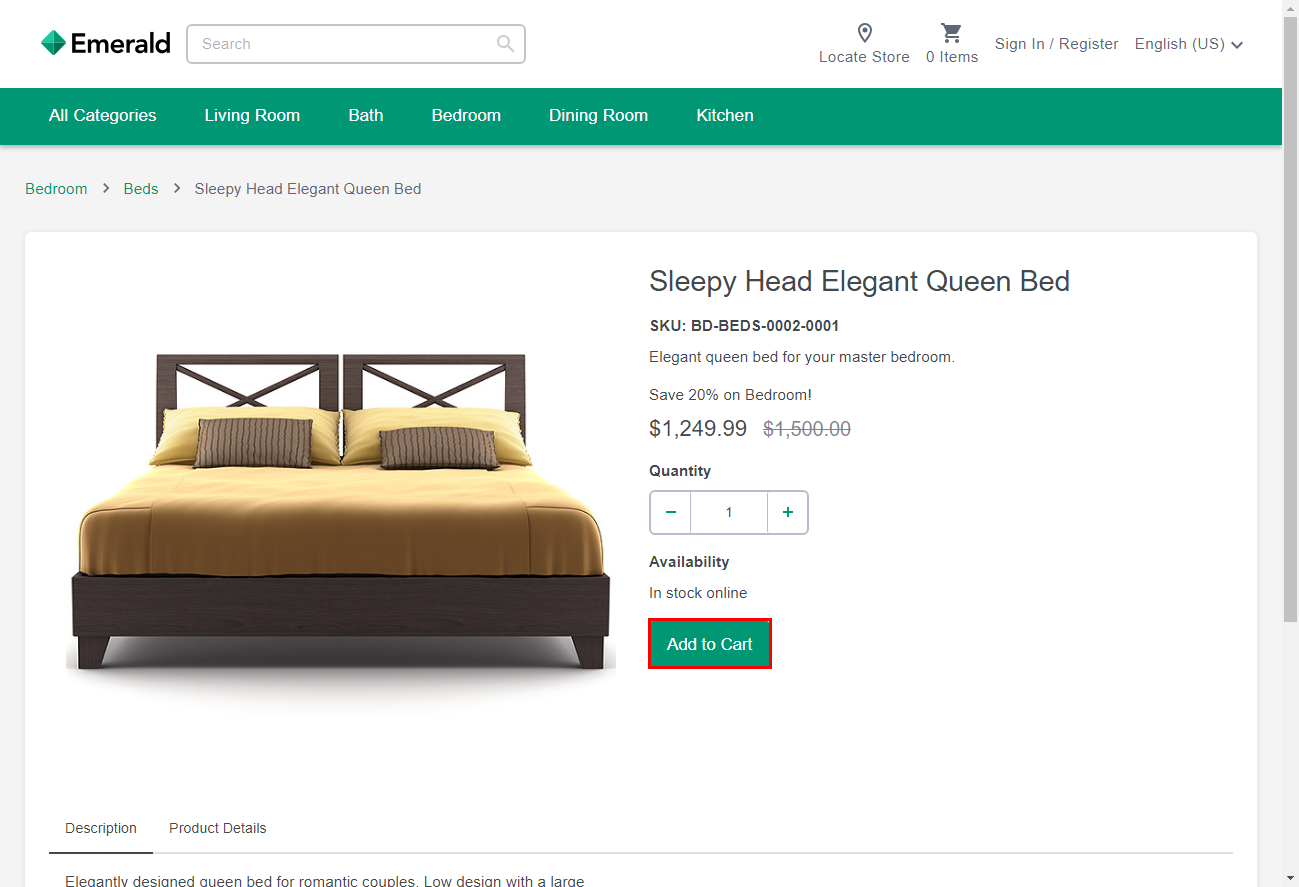 Emerald
Search
Locate Store
0 Items
Sign In / Register
English (US)
All Categories
Living Room
Bath
Bedroom
Dining Room
Kitchen
Bedroom > Beds > Sleepy Head Elegant Queen Bed
Sleepy Head Elegant Queen Bed
SKU: BD-BEDS-0002-0001
Elegant queen bed for your master bedroom.
Save 20% on Bedroom!
$1,249.99 $1,500.00
Quantity
− 1 +
Availability
In stock online
Add to Cart
Description
Product Details
Elegantly designed queen bed for romantic couples. Low design with a large